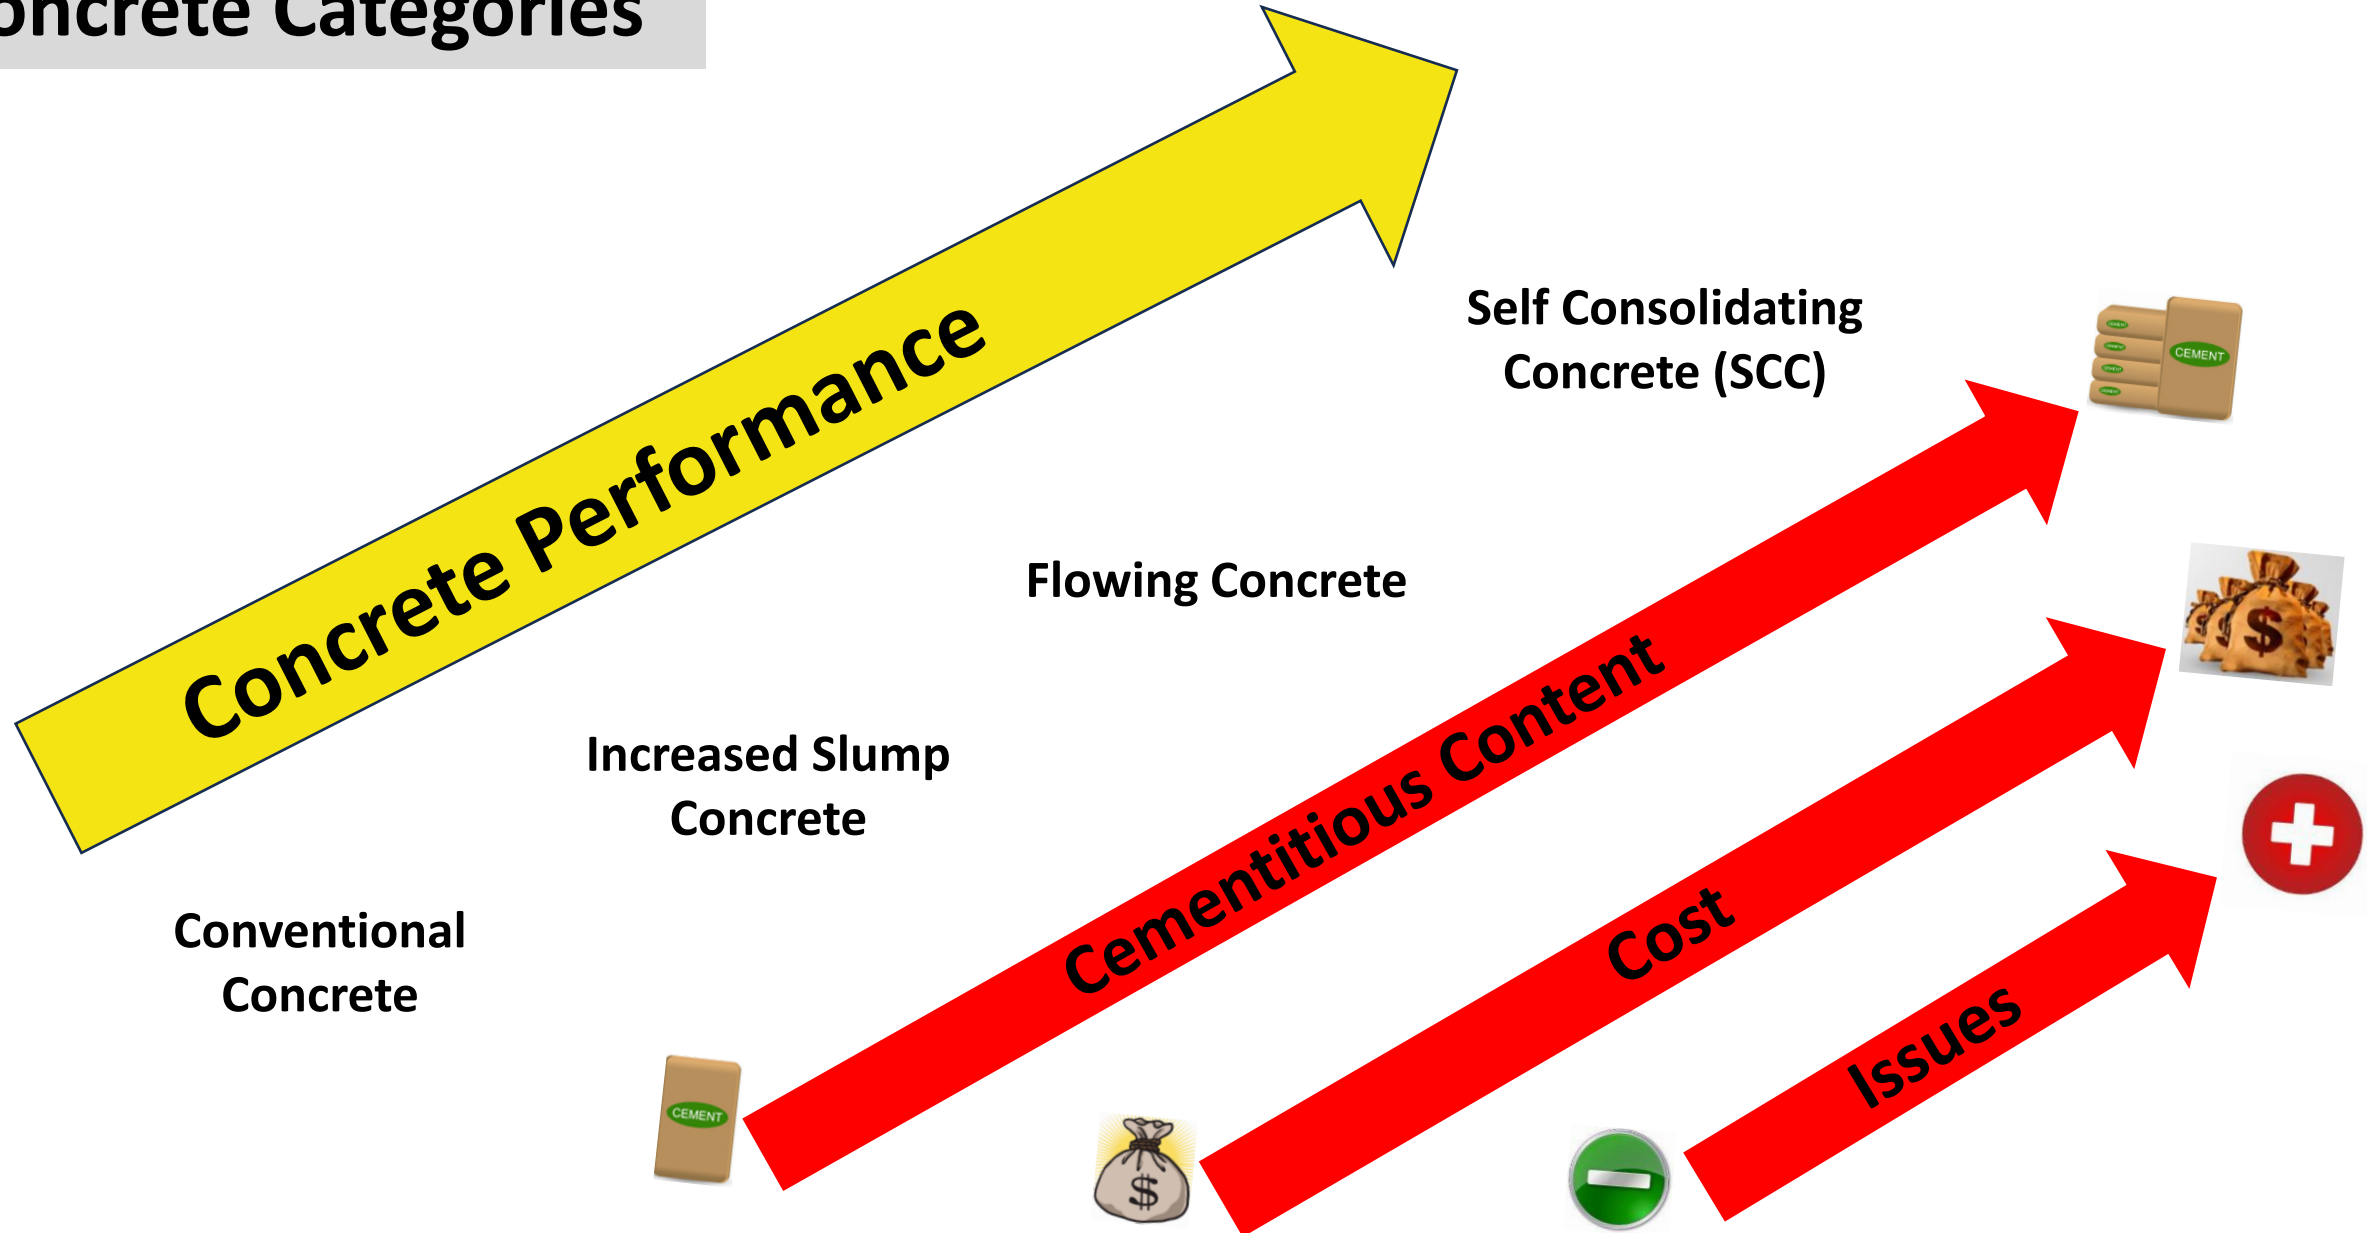 oncrete Categories
Concrete Performance
Self Consolidating
Concrete (SCC)
Flowing Concrete
Increased Slump
Concrete
Conventional
Concrete
Cementitious Content
Cost
Issues
CEMENT
CEMENT
$
$